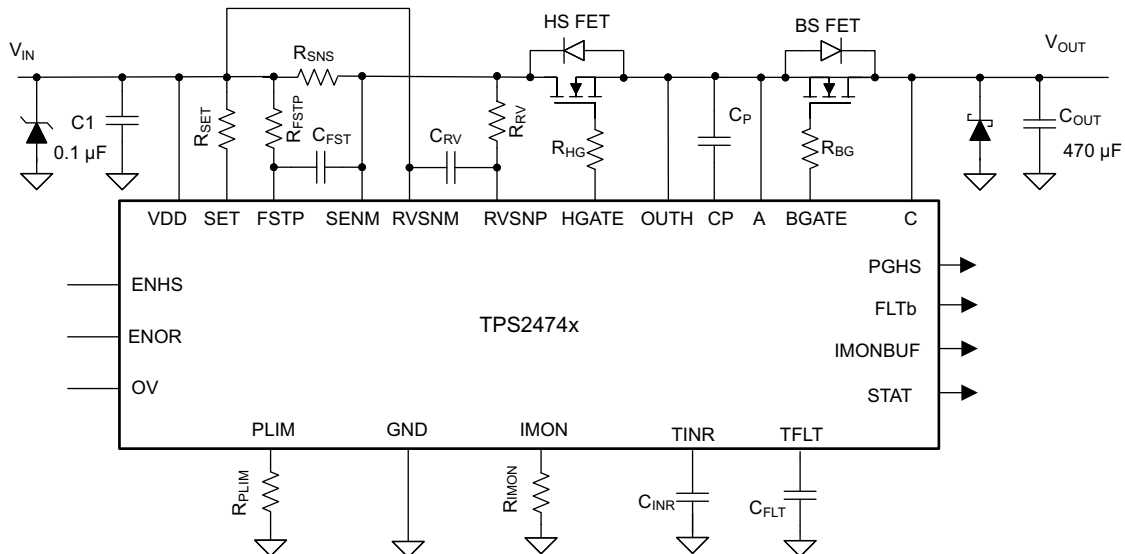 HS FET
BS FET
VIN
RSNS
VOUT
C1
0.1 µF
RSET
RFSTP
CFST
CRV
RRV
RHG
CP
RBG
COUT
470 µF
VDD
SET
FSTP
SENM
RVSNM
RVSNP
HGATE
OUTH
CP
A
BGATE
C
ENHS
ENOR
OV
TPS2474x
PGHS
FLTb
IMONBUF
STAT
PLIM
GND
IMON
TINR
TFLT
RPLIM
RIMON
CINR
CFLT